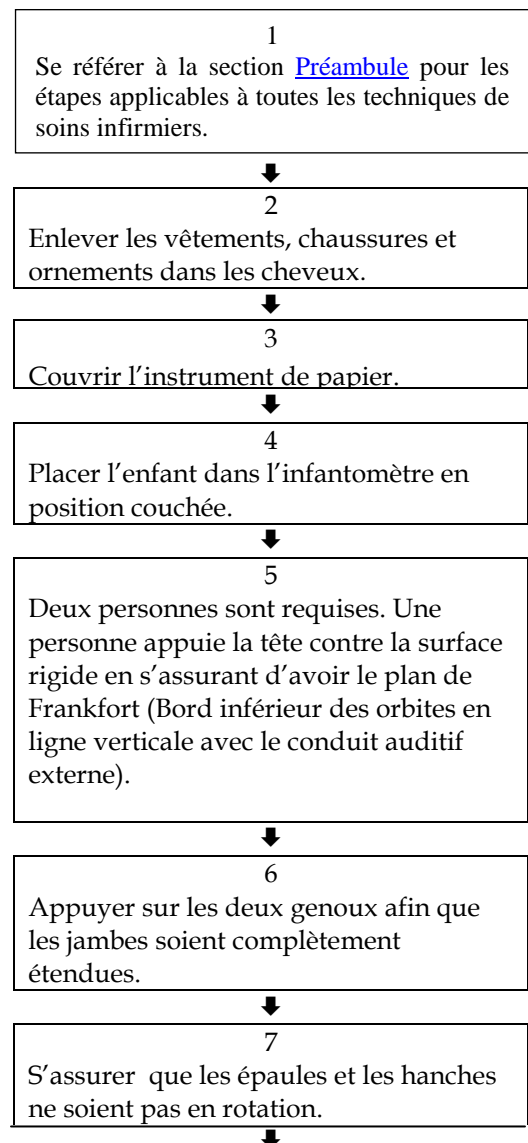 1
Se référer à la section Préambule pour les
étapes applicables à toutes les techniques de
soins infirmiers.
2
Enlever les vêtements, chaussures et
ornements dans les cheveux.
3
Couvrir l’instrument de papier.
4
Placer l’enfant dans l’infantomètre en
position couchée.
5
Deux personnes sont requises. Une
personne appuie la tête contre la surface
rigide en s’assurant d’avoir le plan de
Frankfort (Bord inférieur des orbites en
ligne verticale avec le conduit auditif
externe).
6
Appuyer sur les deux genoux afin que
les jambes soient complètement
étendues.
7
S’assurer que les épaules et les hanches
ne soient pas en rotation.